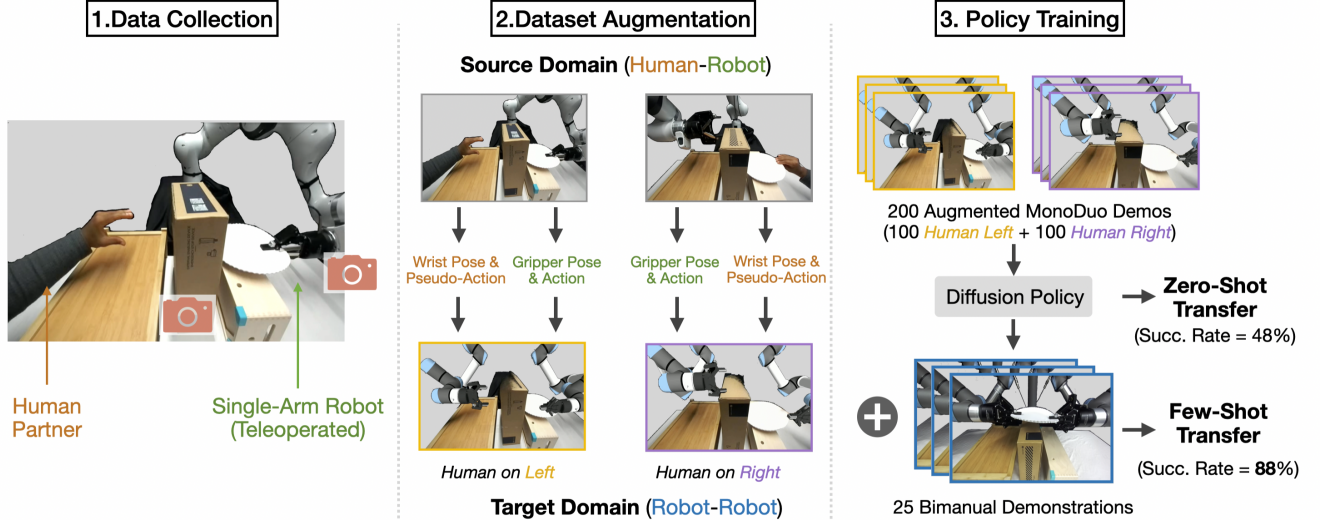 1.Data Collection
Human
Partner
Single-Arm Robot
(Teleoperated)
2.Dataset Augmentation
Source Domain (Human-Robot)
Wrist Pose &
Pseudo-Action
Gripper Pose
& Action
Gripper Pose
& Action
Wrist Pose &
Pseudo-Action
Human on Left
Human on Right
Target Domain (Robot-Robot)
3. Policy Training
200 Augmented MonoDuo Demos
(100 Human Left + 100 Human Right)
Diffusion Policy
Zero-Shot
Transfer
(Succ. Rate = 48%)
Few-Shot
Transfer
(Succ. Rate = 88%)
25 Bimanual Demonstrations